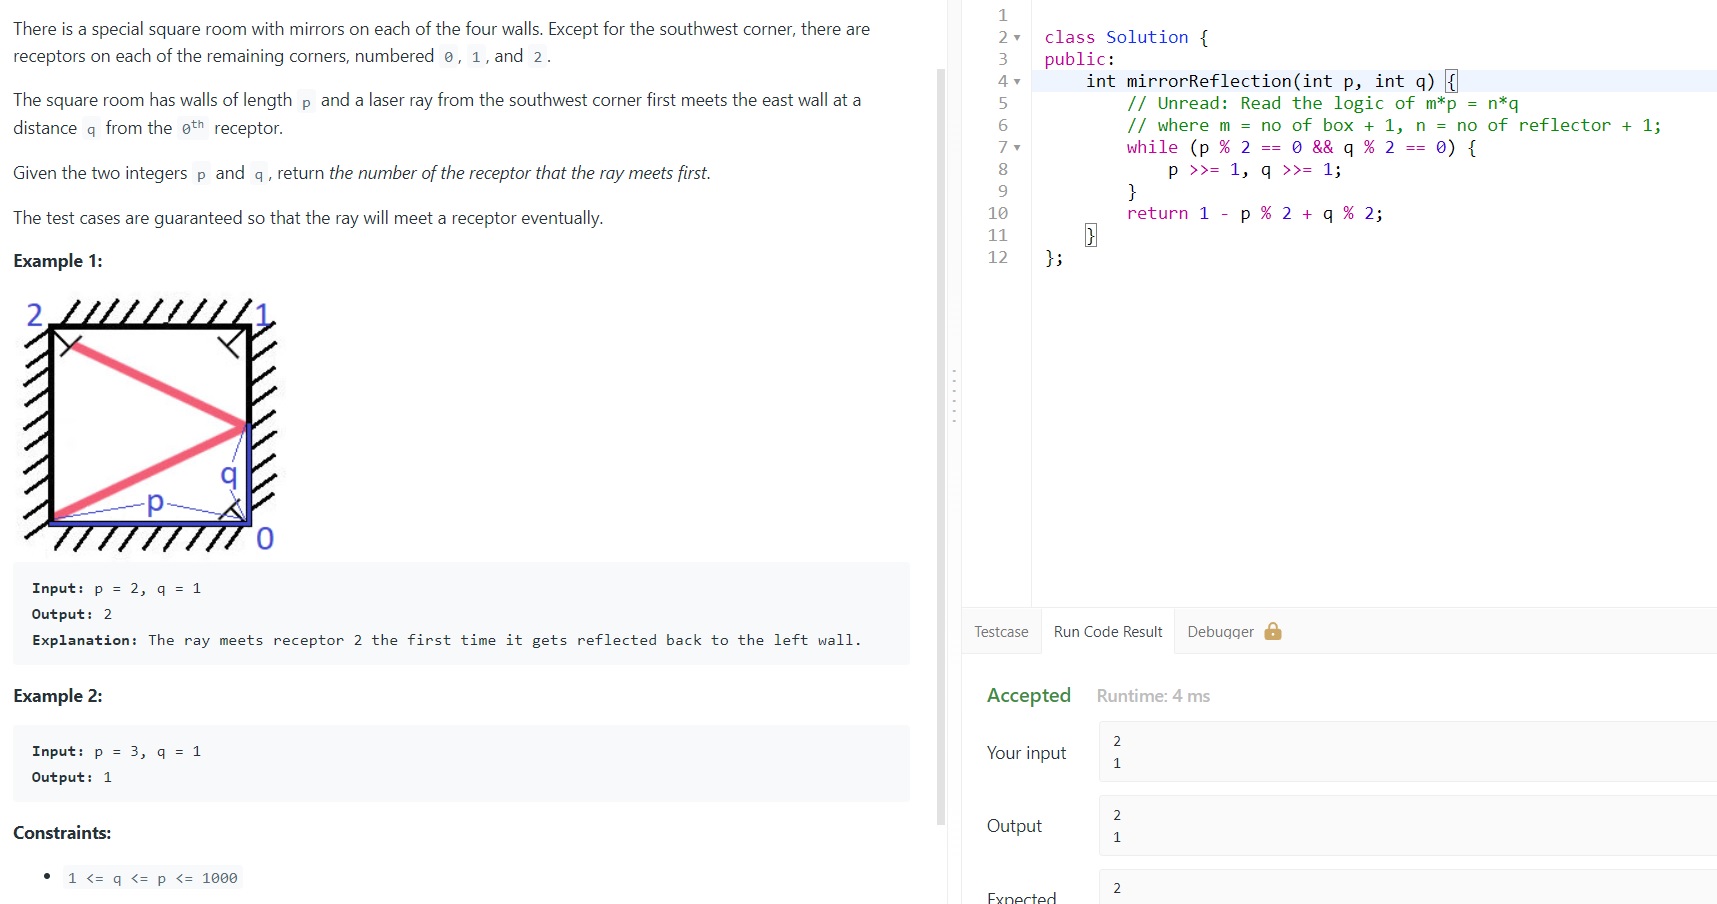 There is a special square room with mirrors on each of the four walls. Except for the southwest corner, there are
receptors on each of the remaining corners, numbered 0, 1, and 2.
The square room has walls of length p and a laser ray from the southwest corner first meets the east wall at a
distance q from the 0th receptor.
Given the two integers p and q, return the number of the receptor that the ray meets first.
The test cases are guaranteed so that the ray will meet a receptor eventually.
Example 1:
2
1
q
p
0
Input: p = 2, q = 1
Output: 2
Explanation: The ray meets receptor 2 the first time it gets reflected back to the left wall.
Example 2:
Input: p = 3, q = 1
Output: 1
Constraints:
• 1 <= q <= p <= 1000
1
2 class Solution {
3 public:
4 int mirrorReflection(int p, int q) {
5 // Unread: Read the logic of m*p = n*q
6 // where m = no of box + 1, n = no of reflector + 1;
7 while (p % 2 == 0 && q % 2 == 0) {
8 p >>= 1, q >>= 1;
9 }
10 return 1 - p % 2 + q % 2;
11 }
12 };
Testcase Run Code Result Debugger
Accepted Runtime: 4 ms
Your input
2
1
Output
2
1
Expected
2